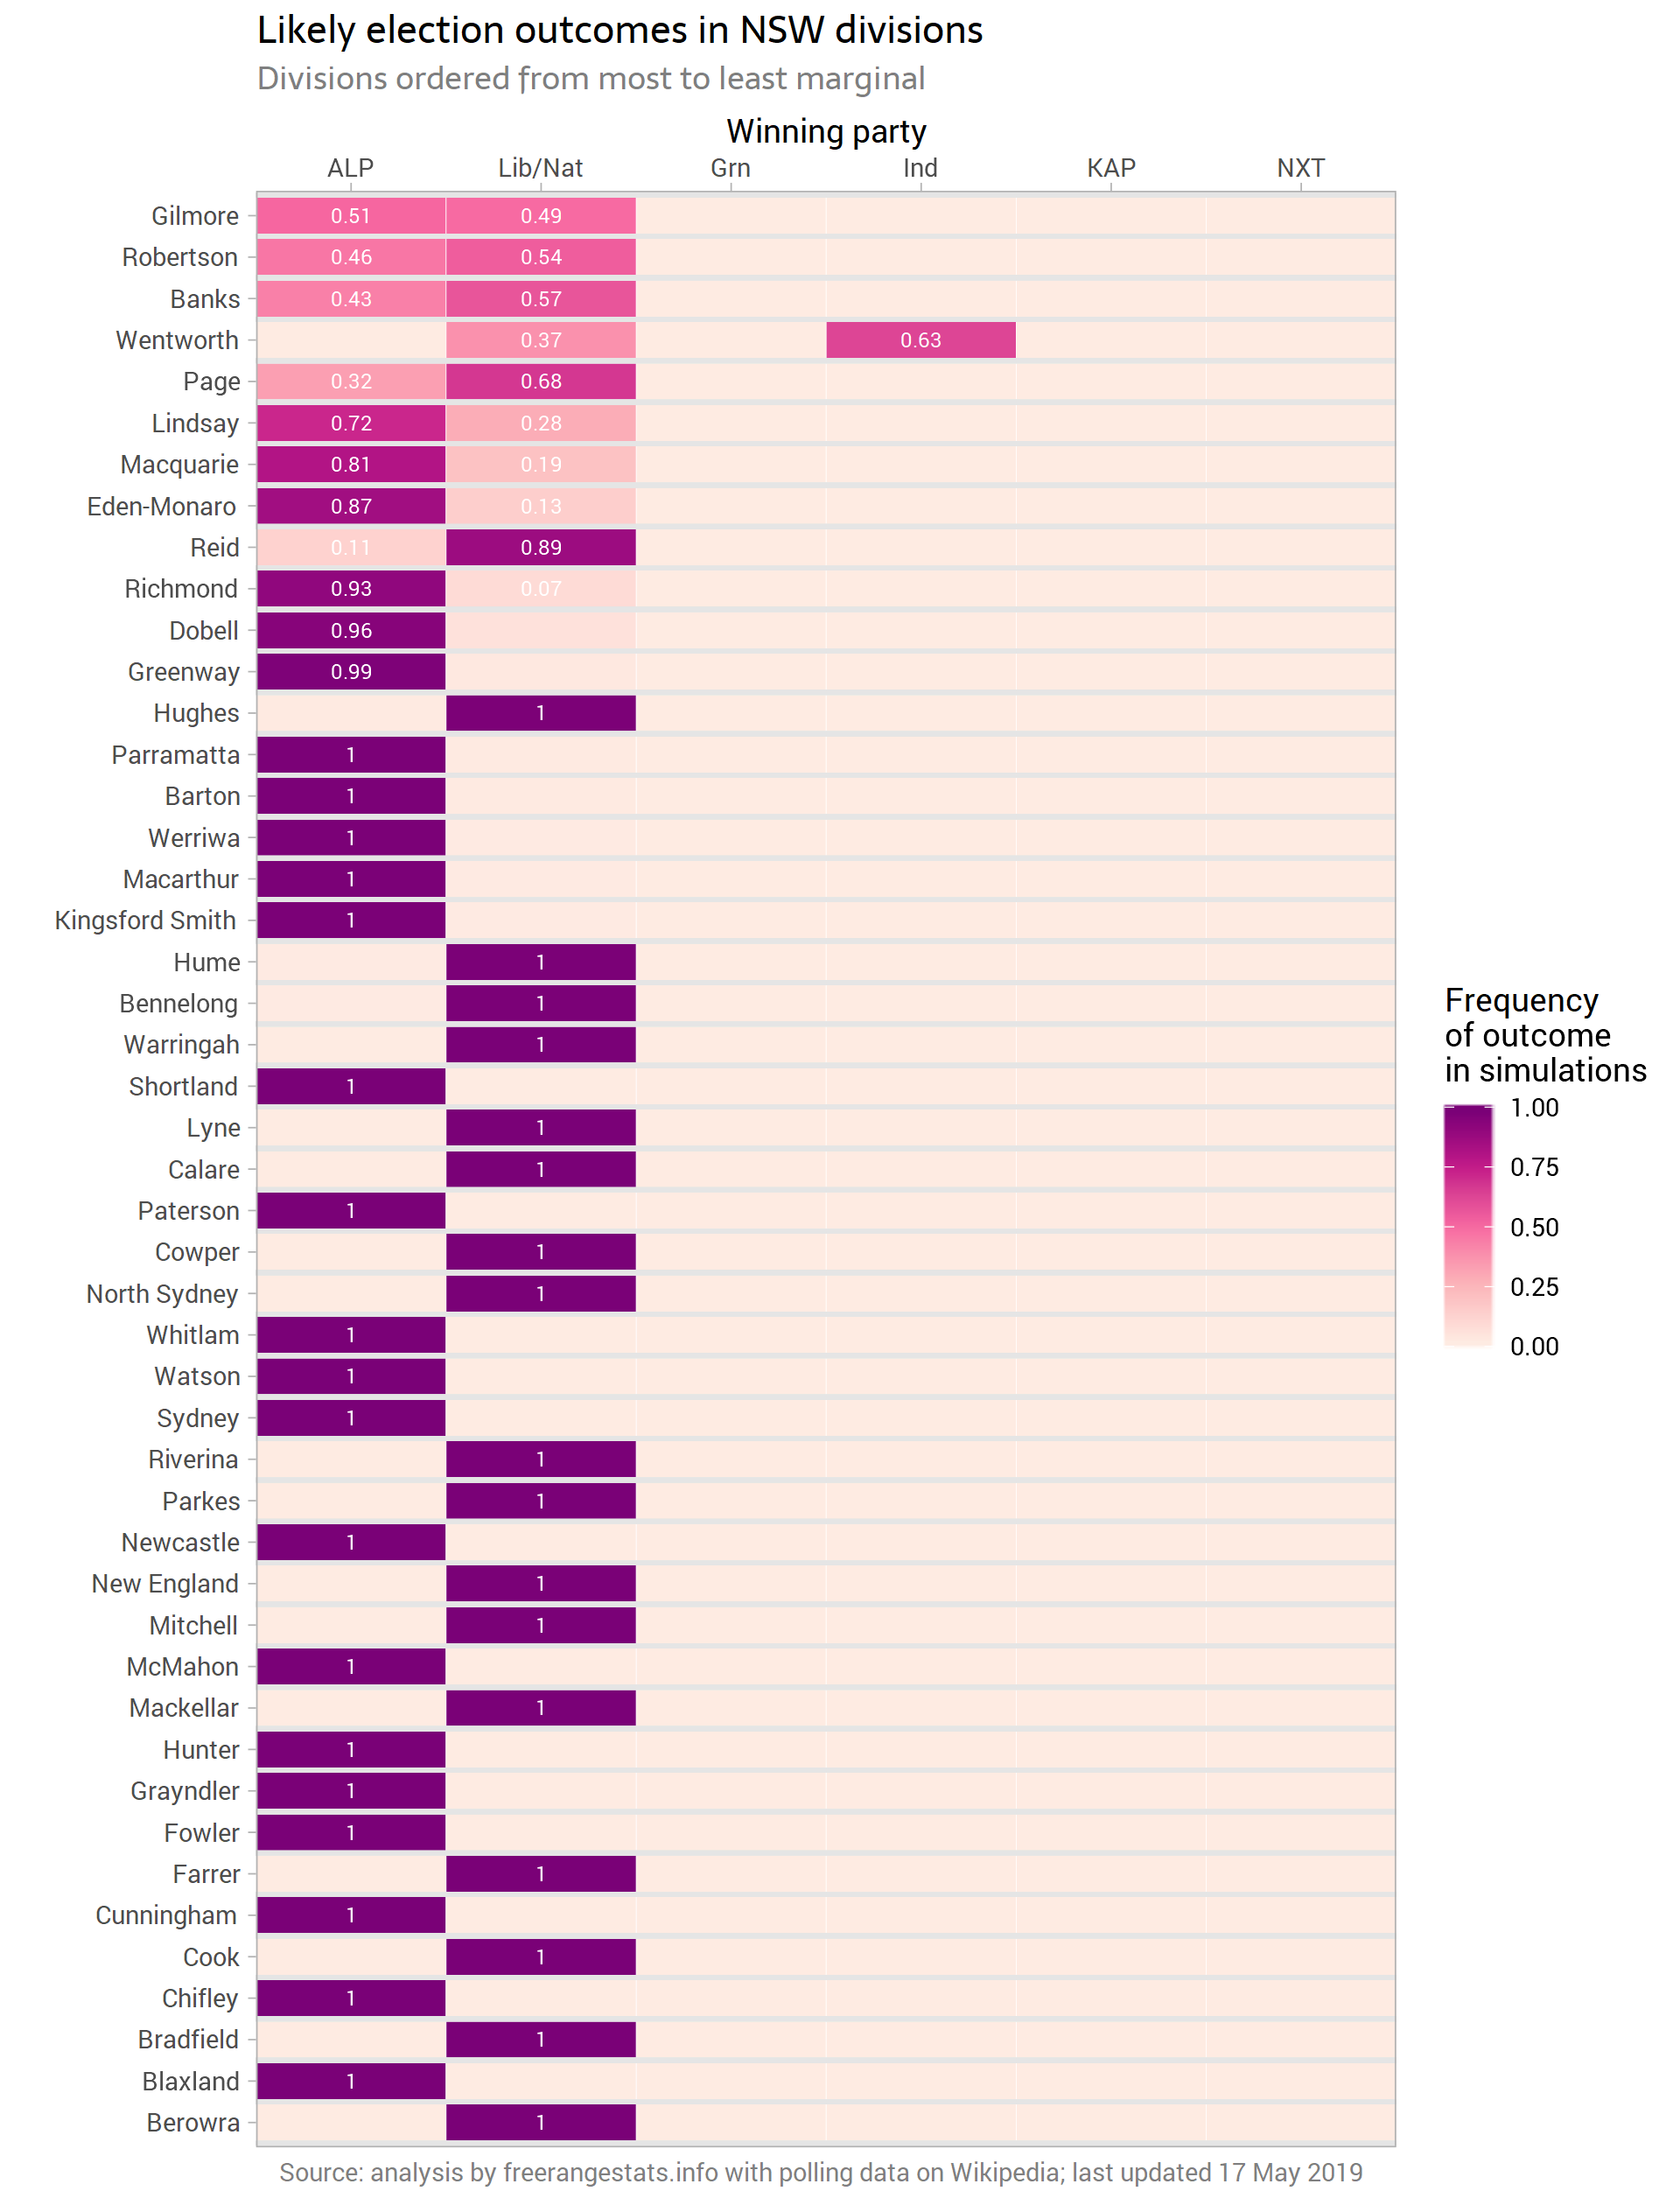 Likely election outcomes in NSW divisions
Divisions ordered from most to least marginal
Winning party
ALP Lib/Nat Grn Ind KAP NXT
Gilmore 0.51 0.49
Robertson 0.46 0.54
Banks 0.43 0.57
Wentworth 0.37 0.63
Page 0.32 0.68
Lindsay 0.72 0.28
Macquarie 0.81 0.19
Eden-Monaro 0.87 0.13
Reid 0.11 0.89
Richmond 0.93 0.07
Dobell 0.96
Greenway 0.99
Hughes 1
Parramatta 1
Barton 1
Werriwa 1
Macarthur 1
Kingsford Smith 1
Hume 1
Bennelong 1
Warringah 1
Shortland 1
Lyne 1
Calare 1
Paterson 1
Cowper 1
North Sydney 1
Whitlam 1
Watson 1
Sydney 1
Riverina 1
Parkes 1
Newcastle 1
New England 1
Mitchell 1
McMahon 1
Mackellar 1
Hunter 1
Grayndler 1
Fowler 1
Farrer 1
Cunningham 1
Cook 1
Chifley 1
Bradfield 1
Blaxland 1
Berowra 1
Frequency
of outcome
in simulations
1.00
0.75
0.50
0.25
0.00
Source: analysis by freerangestats.info with polling data on Wikipedia; last updated 17 May 2019